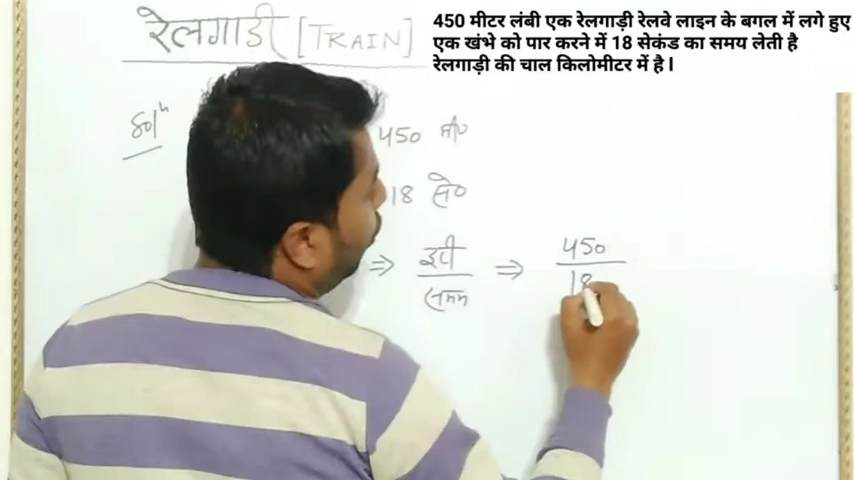 रेलगाड़ी [TRAIN]
450 मीटर लंबी एक रेलगाड़ी रेलवे लाइन के बगल में लगे हुए
एक खंभे को पार करने में 18 सेकंड का समय लेती है
रेलगाड़ी की चाल किलोमीटर में है।
Solⁿ
450 मी०
18 से०
⇒ दूरी / समय ⇒ 450 / 18